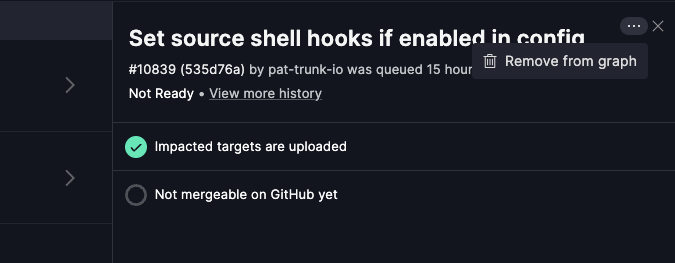 Set source shell hooks if enabled in config
#10839 (535d76a) by pat-trunk-io was queued 15 hour
Remove from graph
Not Ready • View more history
Impacted targets are uploaded
Not mergeable on GitHub yet